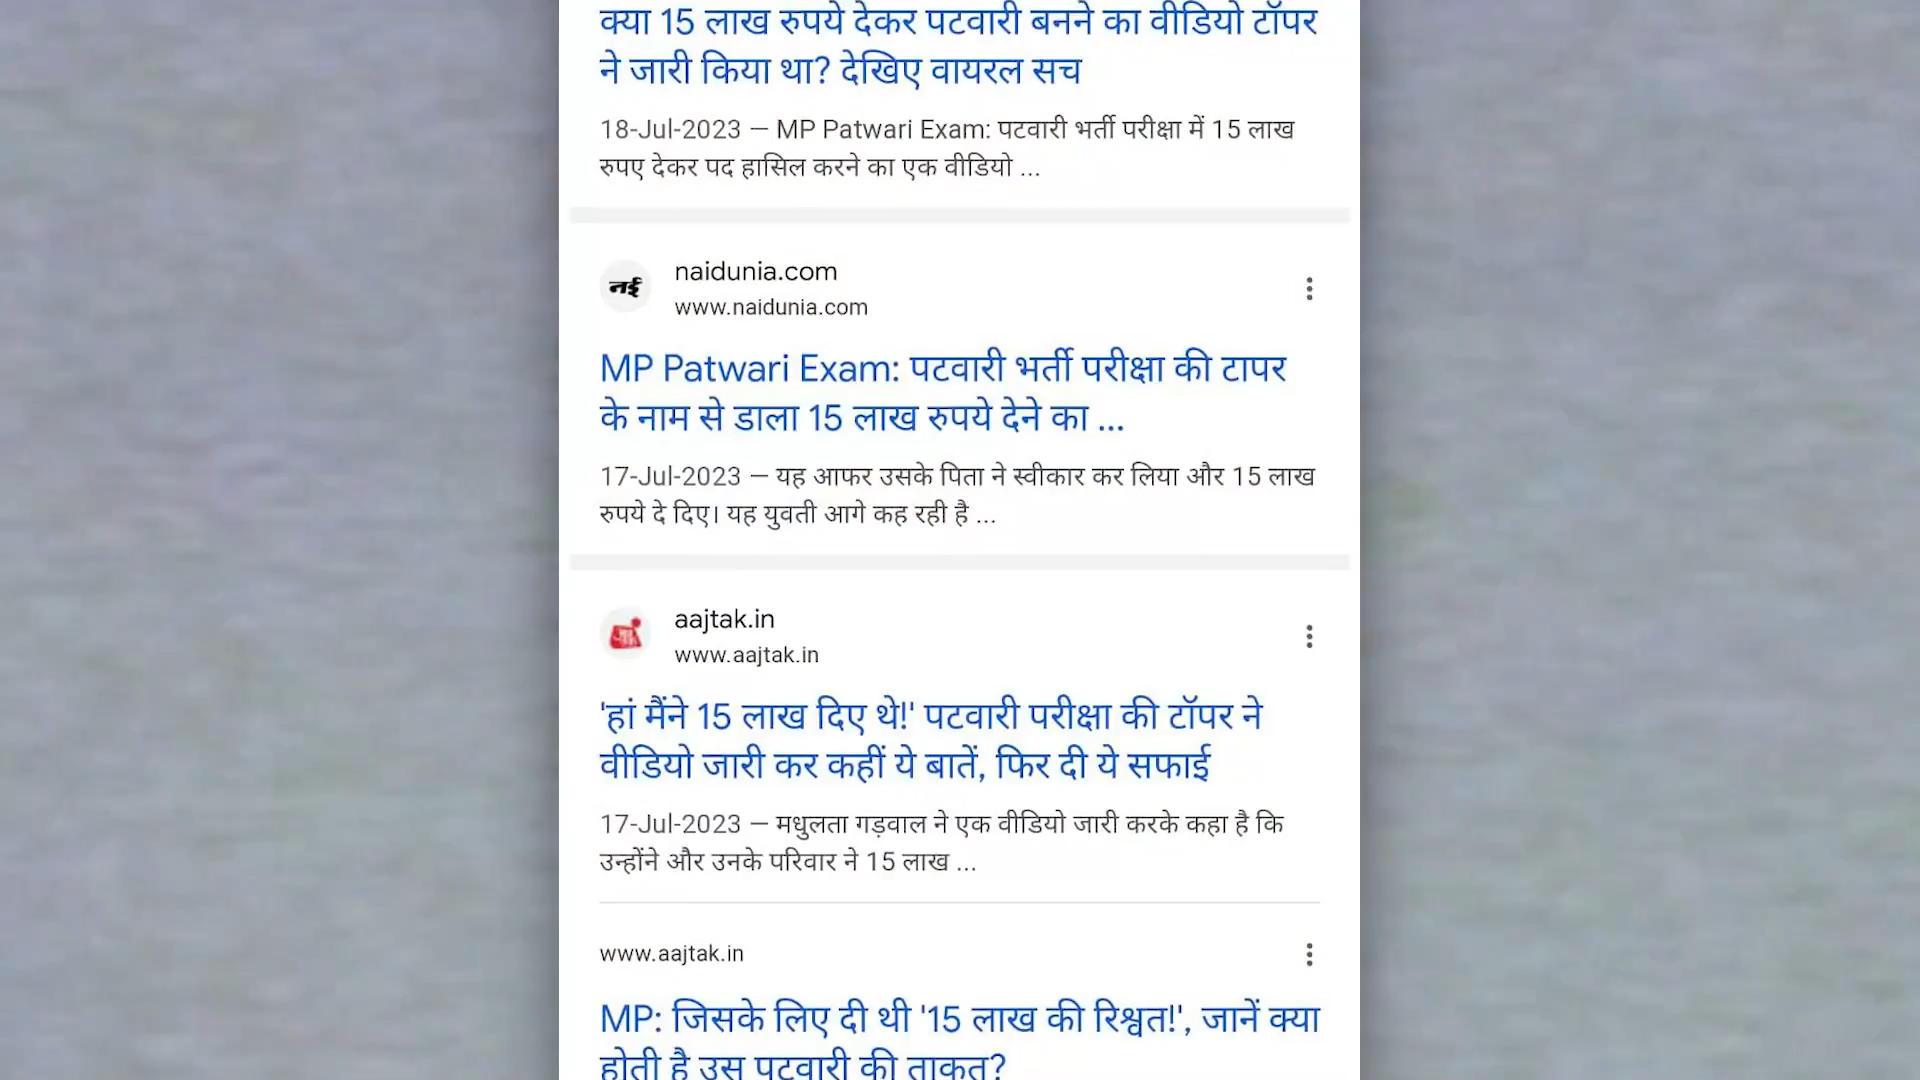 क्या 15 लाख रुपये देकर पटवारी बनने का वीडियो टॉपर
ने जारी किया था? देखिए वायरल सच
18-Jul-2023 — MP Patwari Exam: पटवारी भर्ती परीक्षा में 15 लाख
रुपए देकर पद हासिल करने का एक वीडियो ...
नई
naidunia.com
www.naidunia.com
MP Patwari Exam: पटवारी भर्ती परीक्षा की टापर
के नाम से डाला 15 लाख रुपये देने का ...
17-Jul-2023 — यह आफर उसके पिता ने स्वीकार कर लिया और 15 लाख
रुपये दे दिए। यह युवती आगे कह रही है ...
aajtak.in
www.aajtak.in
'हां मैंने 15 लाख दिए थे!' पटवारी परीक्षा की टॉपर ने
वीडियो जारी कर कहीं ये बातें, फिर दी ये सफाई
17-Jul-2023 — मधुलता गड़वाल ने एक वीडियो जारी करके कहा है कि
उन्होंने और उनके परिवार ने 15 लाख ...
www.aajtak.in
MP: जिसके लिए दी थी '15 लाख की रिश्वत!', जानें क्या
होती है उस पटवारी की ताकत?